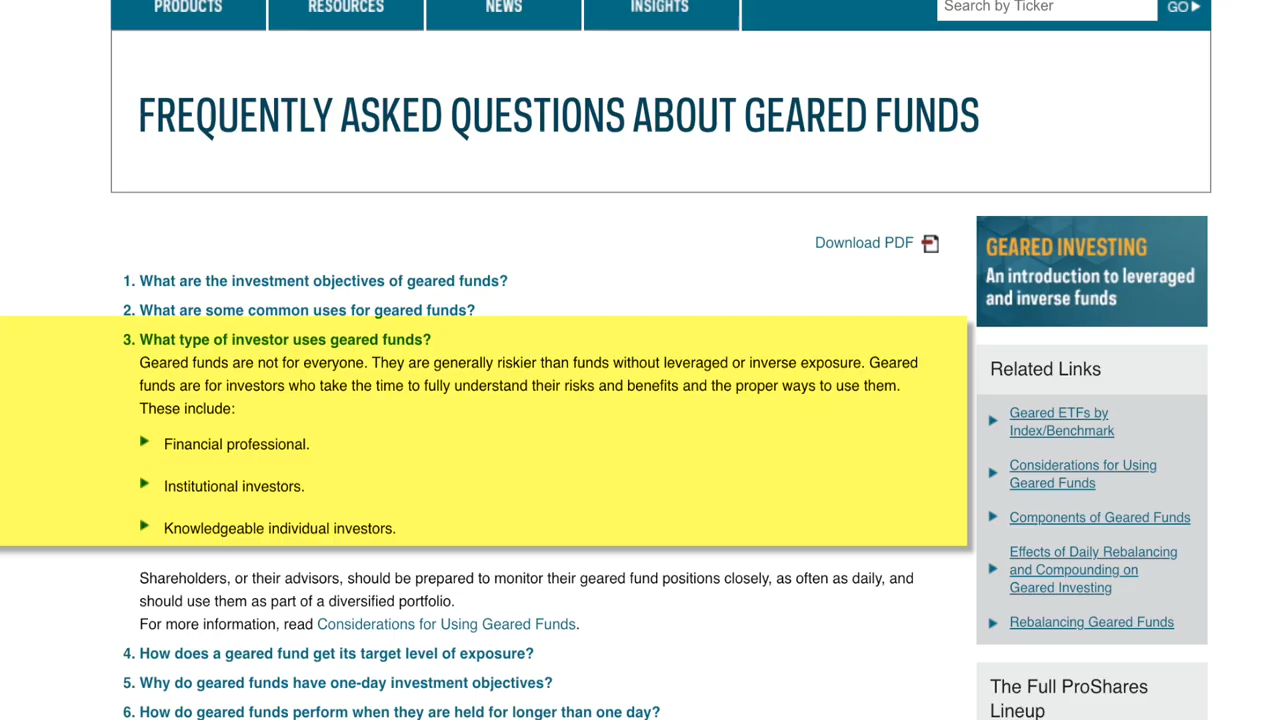 PRODUCTS
RESOURCES
NEWS
INSIGHTS
Search by Ticker
GO
FREQUENTLY ASKED QUESTIONS ABOUT GEARED FUNDS
Download PDF
1. What are the investment objectives of geared funds?
2. What are some common uses for geared funds?
3. What type of investor uses geared funds?
Geared funds are not for everyone. They are generally riskier than funds without leveraged or inverse exposure. Geared
funds are for investors who take the time to fully understand their risks and benefits and the proper ways to use them.
These include:
Financial professional.
Institutional investors.
Knowledgeable individual investors.
Shareholders, or their advisors, should be prepared to monitor their geared fund positions closely, as often as daily, and
should use them as part of a diversified portfolio.
For more information, read Considerations for Using Geared Funds.
4. How does a geared fund get its target level of exposure?
5. Why do geared funds have one-day investment objectives?
6. How do geared funds perform when they are held for longer than one day?
GEARED INVESTING
An introduction to leveraged
and inverse funds
Related Links
Geared ETFs by
Index/Benchmark
Considerations for Using
Geared Funds
Components of Geared Funds
Effects of Daily Rebalancing
and Compounding on
Geared Investing
Rebalancing Geared Funds
The Full ProShares
Lineup